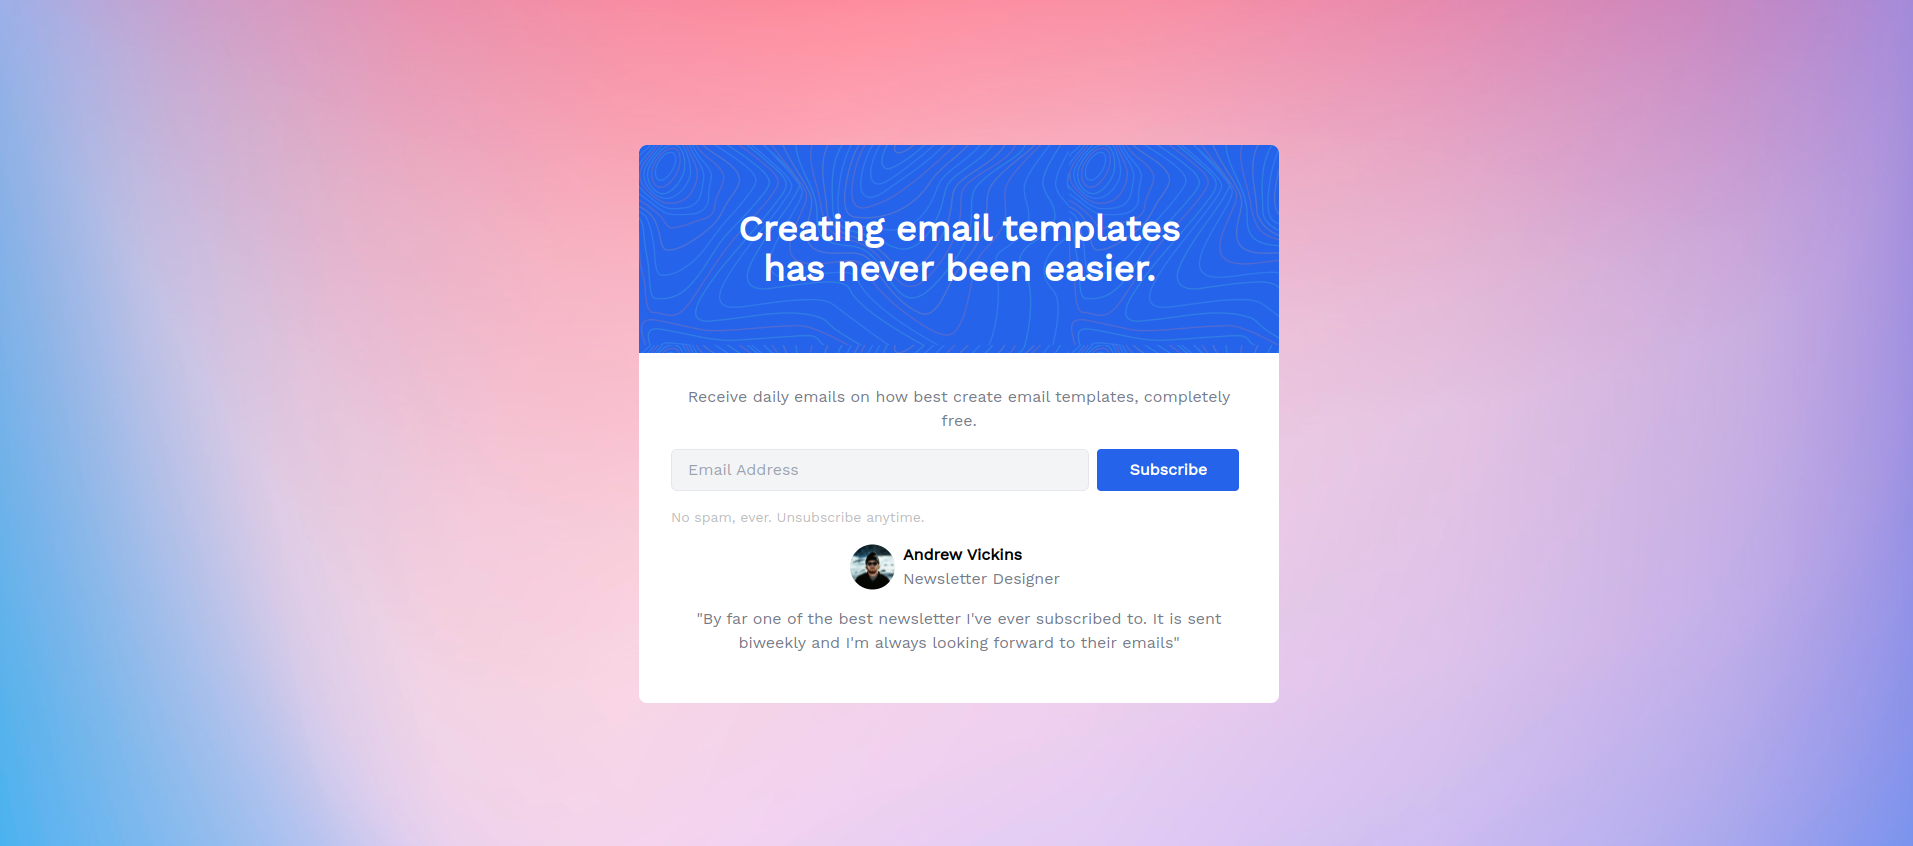 Creating email templates
has never been easier.
Receive daily emails on how best create email templates, completely
free.
Email Address
Subscribe
No spam, ever. Unsubscribe anytime.
Andrew Vickins
Newsletter Designer
"By far one of the best newsletter I've ever subscribed to. It is sent
biweekly and I'm always looking forward to their emails"